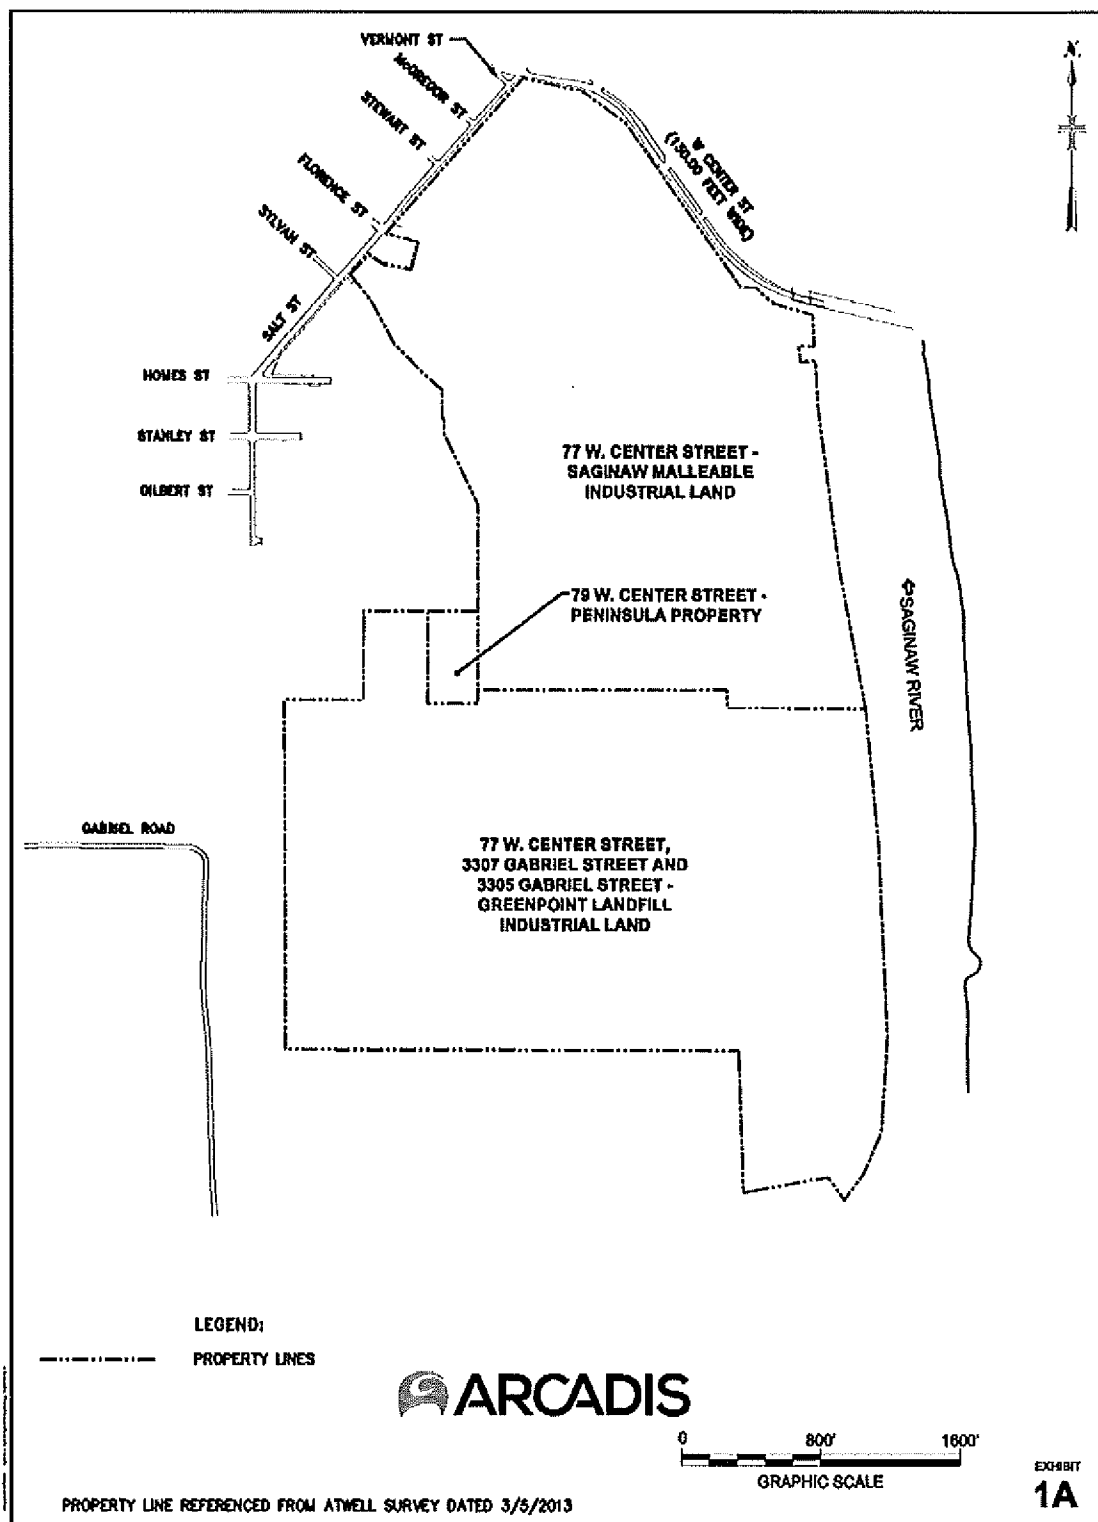 VERMONT ST
McGREGOR ST
STEWART ST
FLORENCE ST
SYLVAN ST
SALT ST
HOMES ST
STANLEY ST
GILBERT ST
N.
W CENTER ST
(130.00 FEET WIDE)
77 W. CENTER STREET -
SAGINAW MALLEABLE
INDUSTRIAL LAND
79 W. CENTER STREET -
PENINSULA PROPERTY
SAGINAW RIVER
GABRIEL ROAD
77 W. CENTER STREET,
3307 GABRIEL STREET AND
3305 GABRIEL STREET -
GREENPOINT LANDFILL
INDUSTRIAL LAND
LEGEND:
PROPERTY LINES
ARCADIS
0 800' 1600'
GRAPHIC SCALE
EXHIBIT
1A
PROPERTY LINE REFERENCED FROM ATWELL SURVEY DATED 3/5/2013